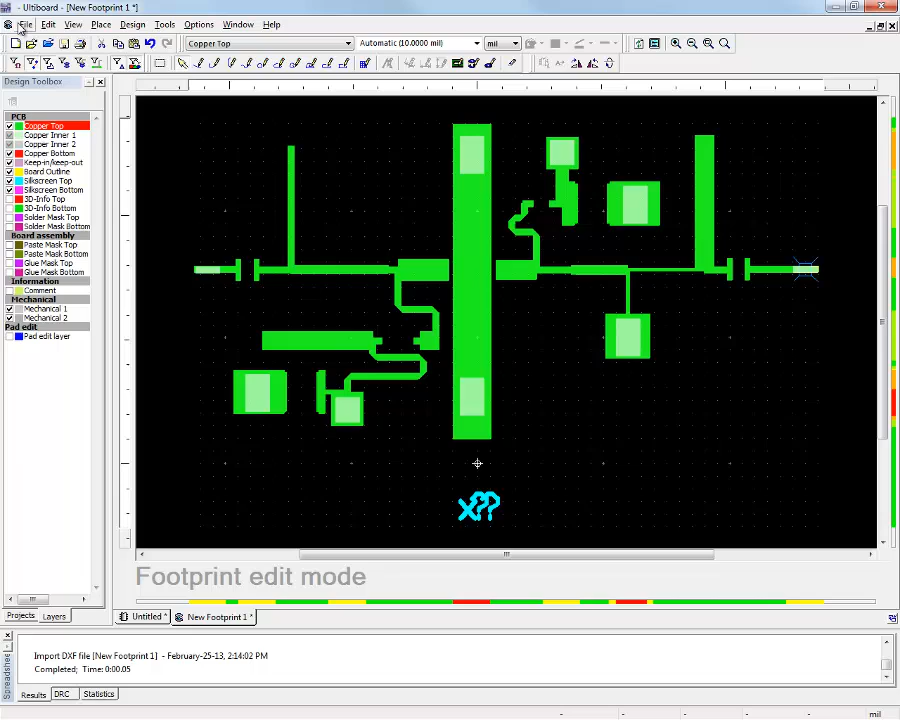 - Ultiboard - [New Footprint 1 *]
File Edit View Place Design Tools Options Window Help
Copper Top Automatic (10.0000 mil) mil
Design Toolbox
PCB
Copper Top
Copper Inner 1
Copper Inner 2
Copper Bottom
Keep-in/keep-out
Board Outline
Silkscreen Top
Silkscreen Bottom
3D-Info Top
3D-Info Bottom
Solder Mask Top
Solder Mask Bottom
Board assembly
Paste Mask Top
Paste Mask Bottom
Glue Mask Top
Glue Mask Bottom
Information
Comment
Mechanical
Mechanical 1
Mechanical 2
Pad edit
Pad edit layer
X??
Footprint edit mode
Projects Layers
Untitled * New Footprint 1 *
Spreadshee
Import DXF file [New Footprint 1] - February-25-13, 2:14:02 PM
Completed; Time: 0:00.05
Results DRC Statistics
- - - - mil